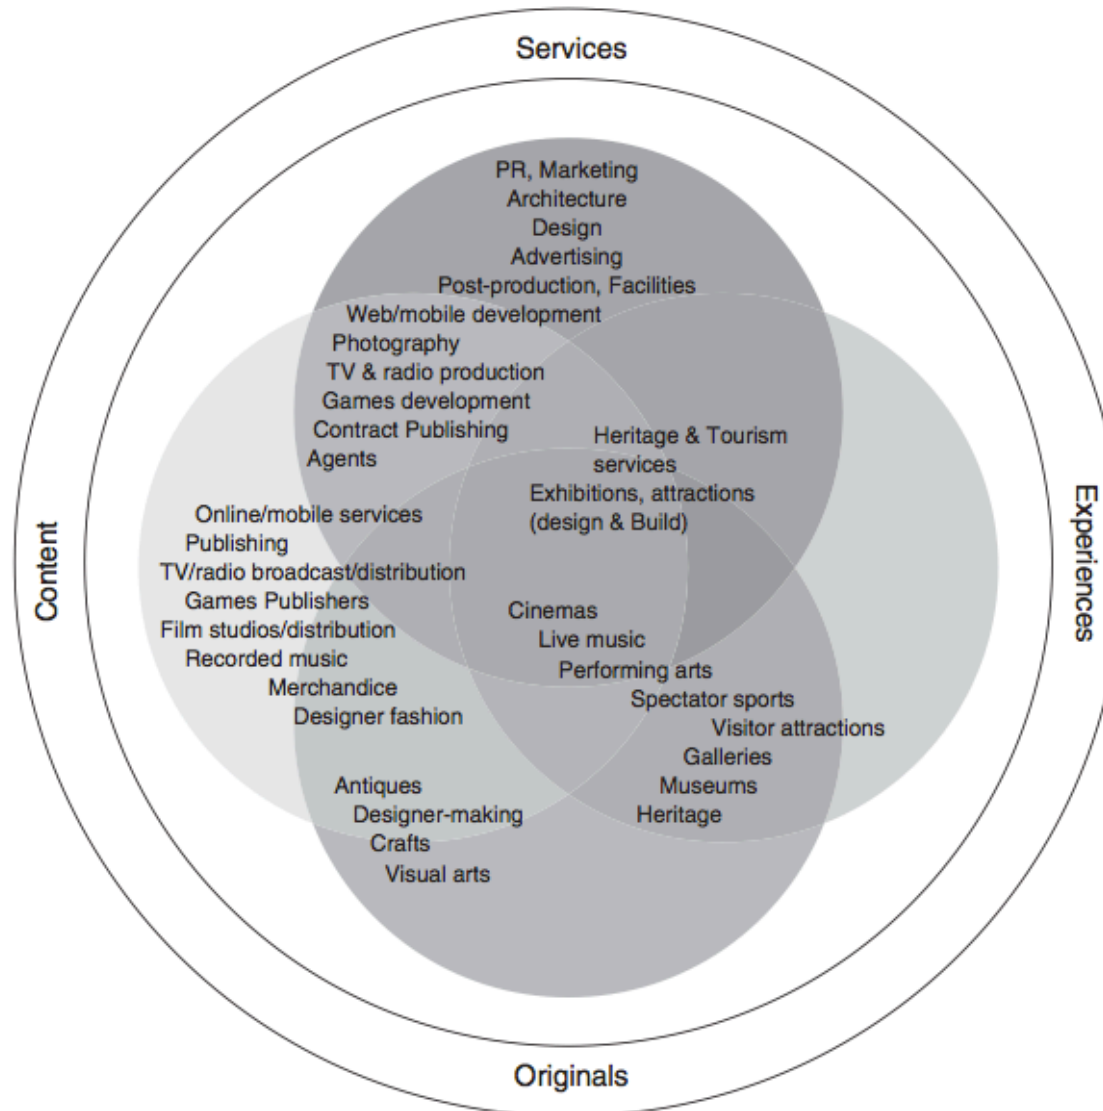 Services
PR, Marketing
Architecture
Design
Advertising
Post-production, Facilities
Web/mobile development
Photography
TV & radio production
Games development
Contract Publishing
Agents
Heritage & Tourism
services
Exhibitions, attractions
(design & Build)
Online/mobile services
Publishing
TV/radio broadcast/distribution
Games Publishers
Film studios/distribution
Recorded music
Merchandice
Designer fashion
Cinemas
Live music
Performing arts
Spectator sports
Visitor attractions
Galleries
Museums
Heritage
Antiques
Designer-making
Crafts
Visual arts
Content
Experiences
Originals